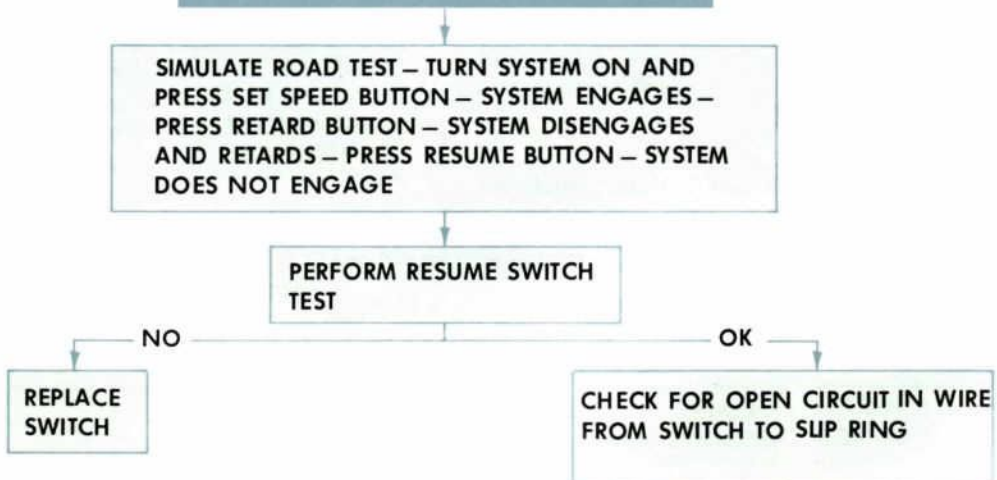 SIMULATE ROAD TEST – TURN SYSTEM ON AND
PRESS SET SPEED BUTTON – SYSTEM ENGAGES –
PRESS RETARD BUTTON – SYSTEM DISENGAGES
AND RETARDS – PRESS RESUME BUTTON – SYSTEM
DOES NOT ENGAGE
PERFORM RESUME SWITCH
TEST
NO
OK
REPLACE
SWITCH
CHECK FOR OPEN CIRCUIT IN WIRE
FROM SWITCH TO SLIP RING